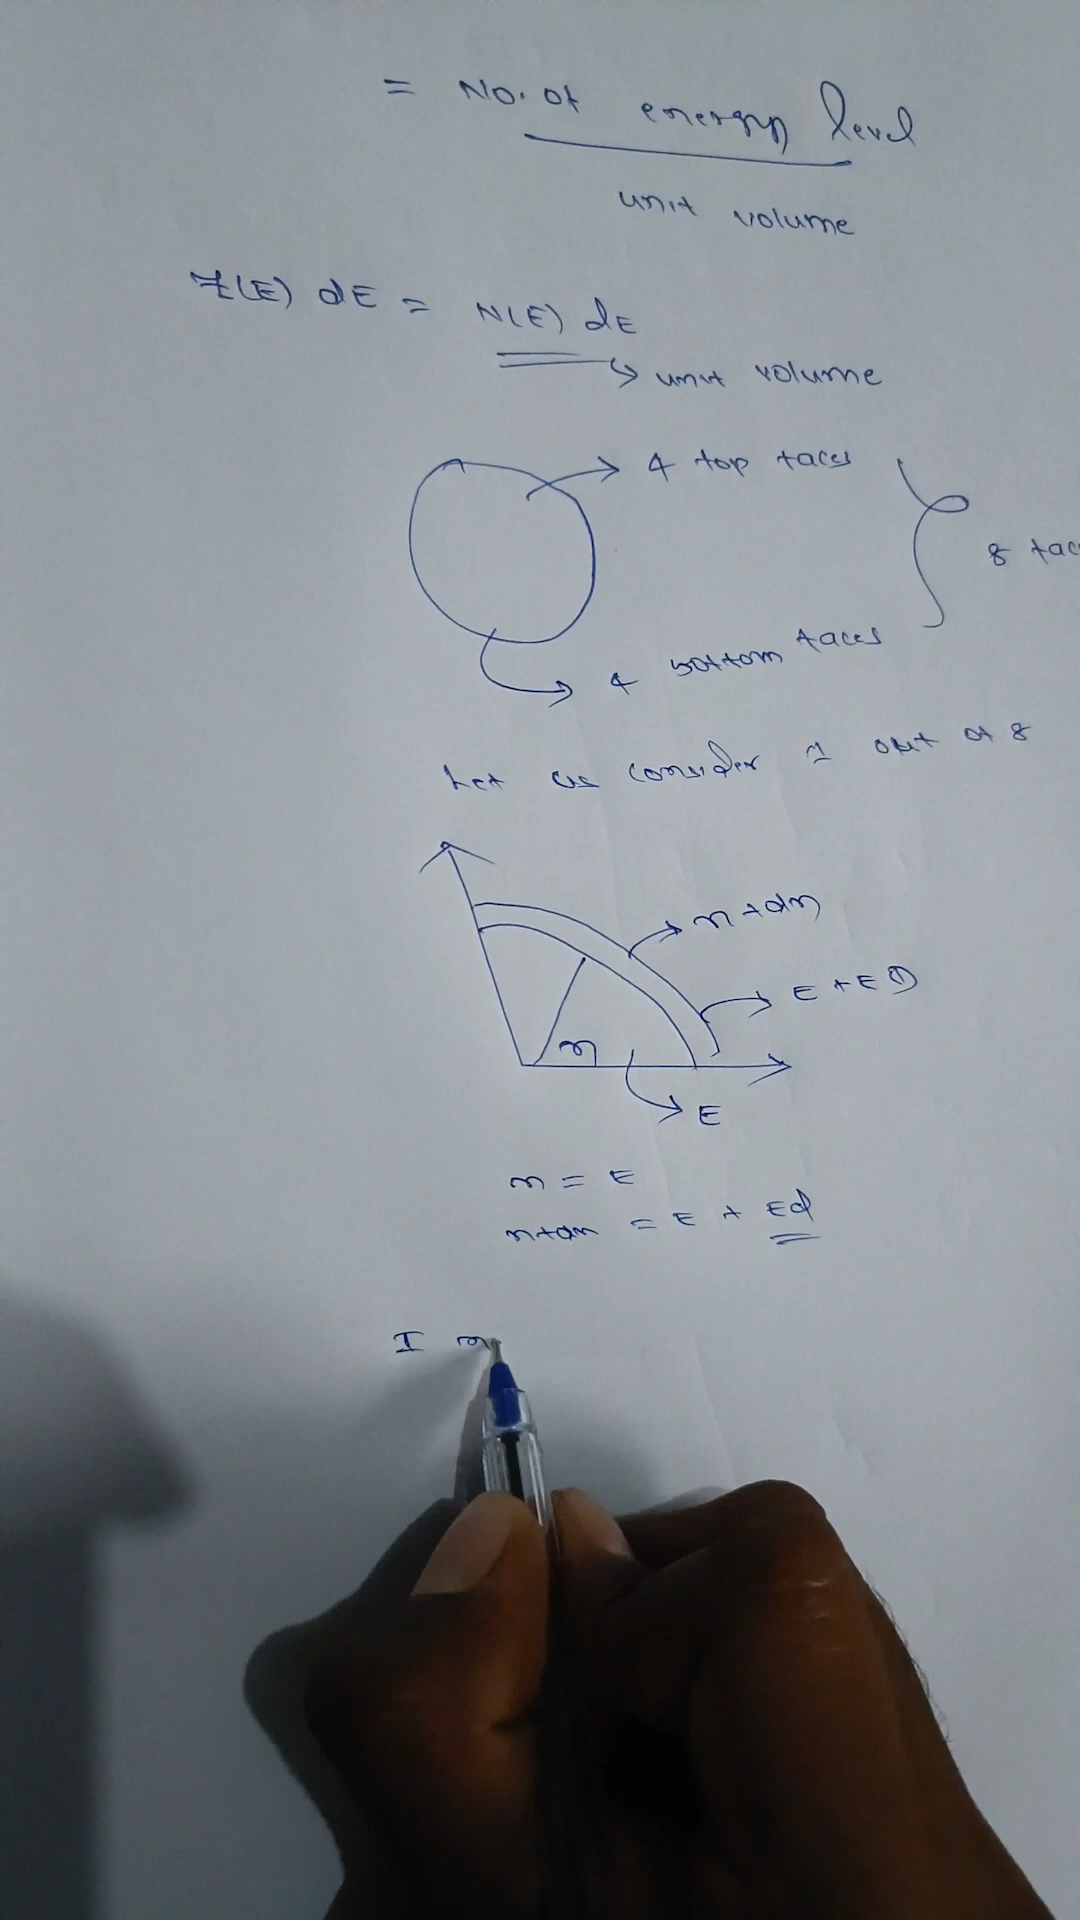 = No. of energy level
unit volume
Z(E) dE = N(E) dE
unit volume
4 top faces
8 fac
4 bottom faces
Let us consider 1 out of 8
n+dn
E + Ed
n
E
n = E
n+dn = E + Ed
I n